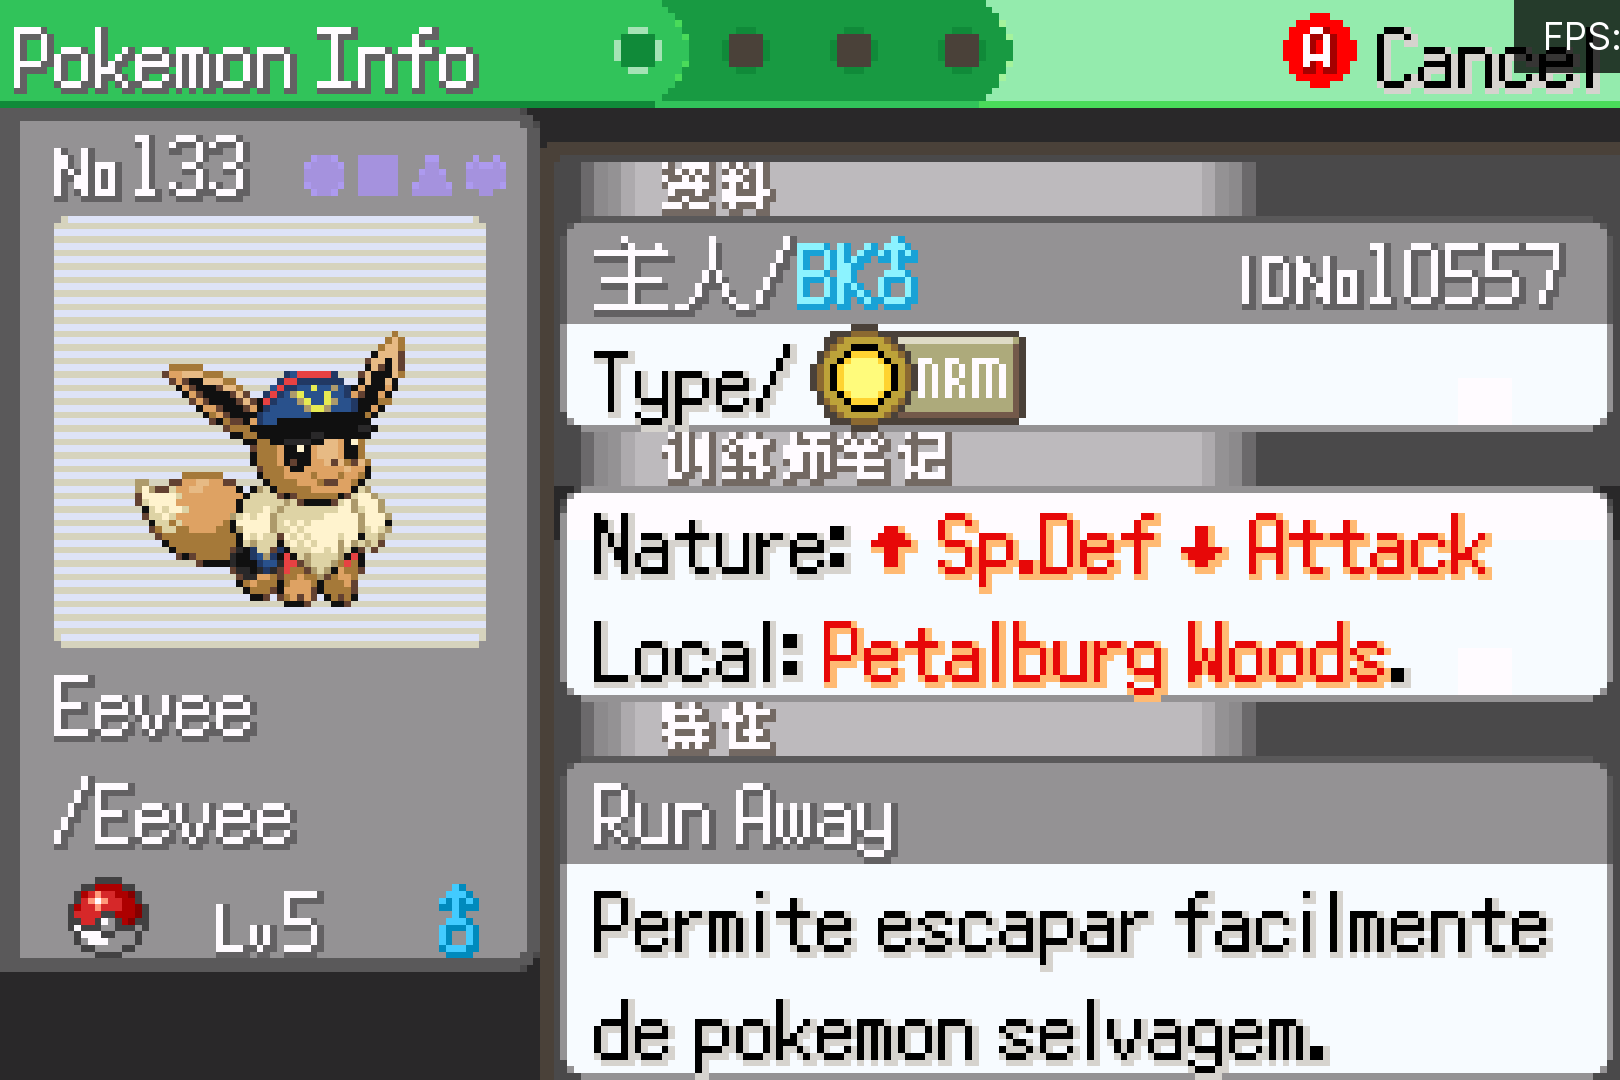 Pokemon Info
A Cancel
FPS:
No133
资料
主人/BK♂ IDNo10557
Type/ NRM
训练师笔记
Nature: ↑ Sp.Def ↓ Attack
Local: Petalburg Woods.
特性
Run Away
Permite escapar facilmente
de pokemon selvagem.
Eevee
/Eevee
Lv5 ♂